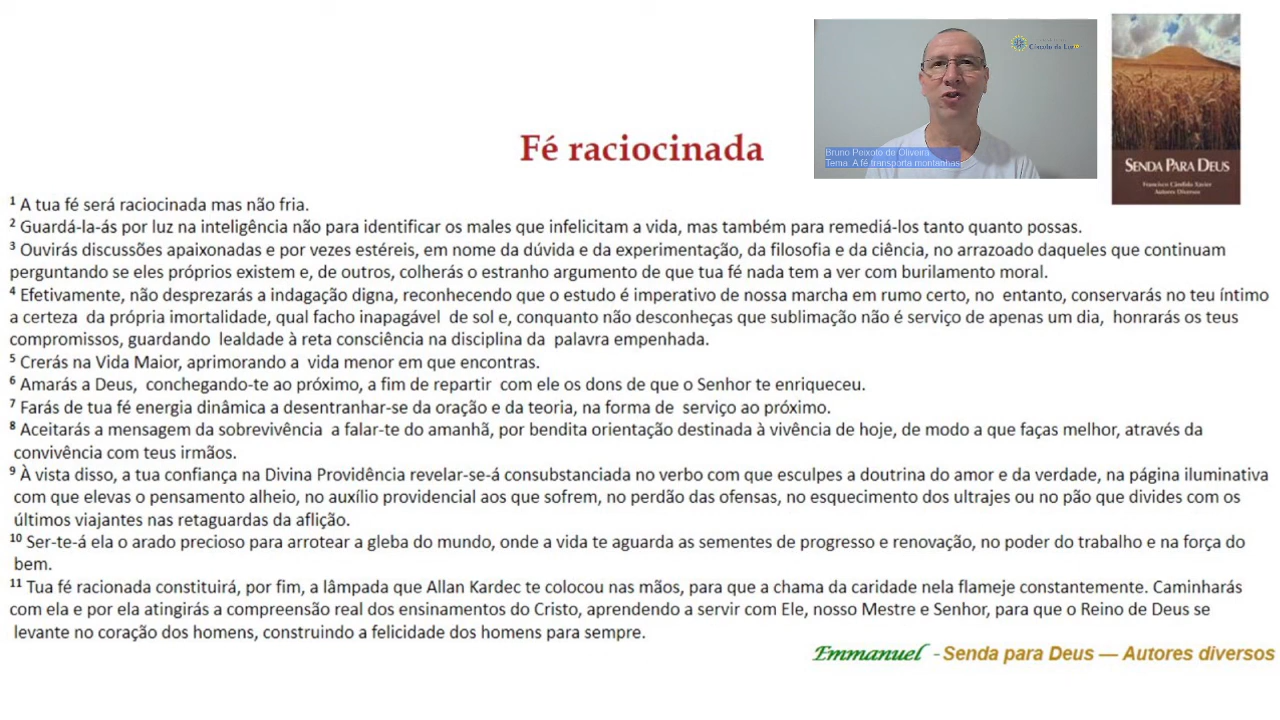 Círculo de Luz
Bruno Peixoto de Oliveira
Tema: A fé transporta montanhas
SENDA PARA DEUS
Francisco Cândido Xavier
Autores Diversos
Fé raciocinada
1 A tua fé será raciocinada mas não fria.
2 Guardá-la-ás por luz na inteligência não para identificar os males que infelicitam a vida, mas também para remediá-los tanto quanto possas.
3 Ouvirás discussões apaixonadas e por vezes estéreis, em nome da dúvida e da experimentação, da filosofia e da ciência, no arrazoado daqueles que continuam
perguntando se eles próprios existem e, de outros, colherás o estranho argumento de que tua fé nada tem a ver com burilamento moral.
4 Efetivamente, não desprezarás a indagação digna, reconhecendo que o estudo é imperativo de nossa marcha em rumo certo, no entanto, conservarás no teu íntimo
a certeza da própria imortalidade, qual facho inapagável de sol e, conquanto não desconheças que sublimação não é serviço de apenas um dia, honrarás os teus
compromissos, guardando lealdade à reta consciência na disciplina da palavra empenhada.
5 Crerás na Vida Maior, aprimorando a vida menor em que encontras.
6 Amarás a Deus, conchegando-te ao próximo, a fim de repartir com ele os dons de que o Senhor te enriqueceu.
7 Farás de tua fé energia dinâmica a desentranhar-se da oração e da teoria, na forma de serviço ao próximo.
8 Aceitarás a mensagem da sobrevivência a falar-te do amanhã, por bendita orientação destinada à vivência de hoje, de modo a que faças melhor, através da
convivência com teus irmãos.
9 À vista disso, a tua confiança na Divina Providência revelar-se-á consubstanciada no verbo com que esculpes a doutrina do amor e da verdade, na página iluminativa
com que elevas o pensamento alheio, no auxílio providencial aos que sofrem, no perdão das ofensas, no esquecimento dos ultrajes ou no pão que divides com os
últimos viajantes nas retaguardas da aflição.
10 Ser-te-á ela o arado precioso para arrotear a gleba do mundo, onde a vida te aguarda as sementes de progresso e renovação, no poder do trabalho e na força do
bem.
11 Tua fé racionada constituirá, por fim, a lâmpada que Allan Kardec te colocou nas mãos, para que a chama da caridade nela flameje constantemente. Caminharás
com ela e por ela atingirás a compreensão real dos ensinamentos do Cristo, aprendendo a servir com Ele, nosso Mestre e Senhor, para que o Reino de Deus se
levante no coração dos homens, construindo a felicidade dos homens para sempre.
Emmanuel - Senda para Deus — Autores diversos